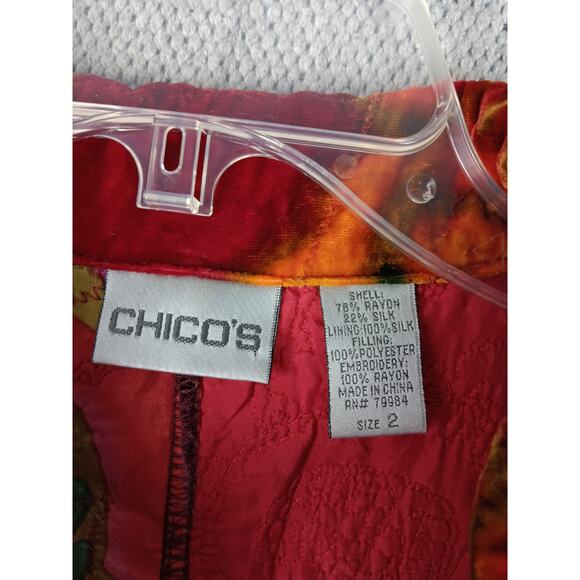 CHICO'S
SHELL:
78% RAYON
22% SILK
LINING:100%SILK
FILLING:
100%POLYESTER
EMBROIDERY:
100% RAYON
MADE IN CHINA
RN# 79984
SIZE 2